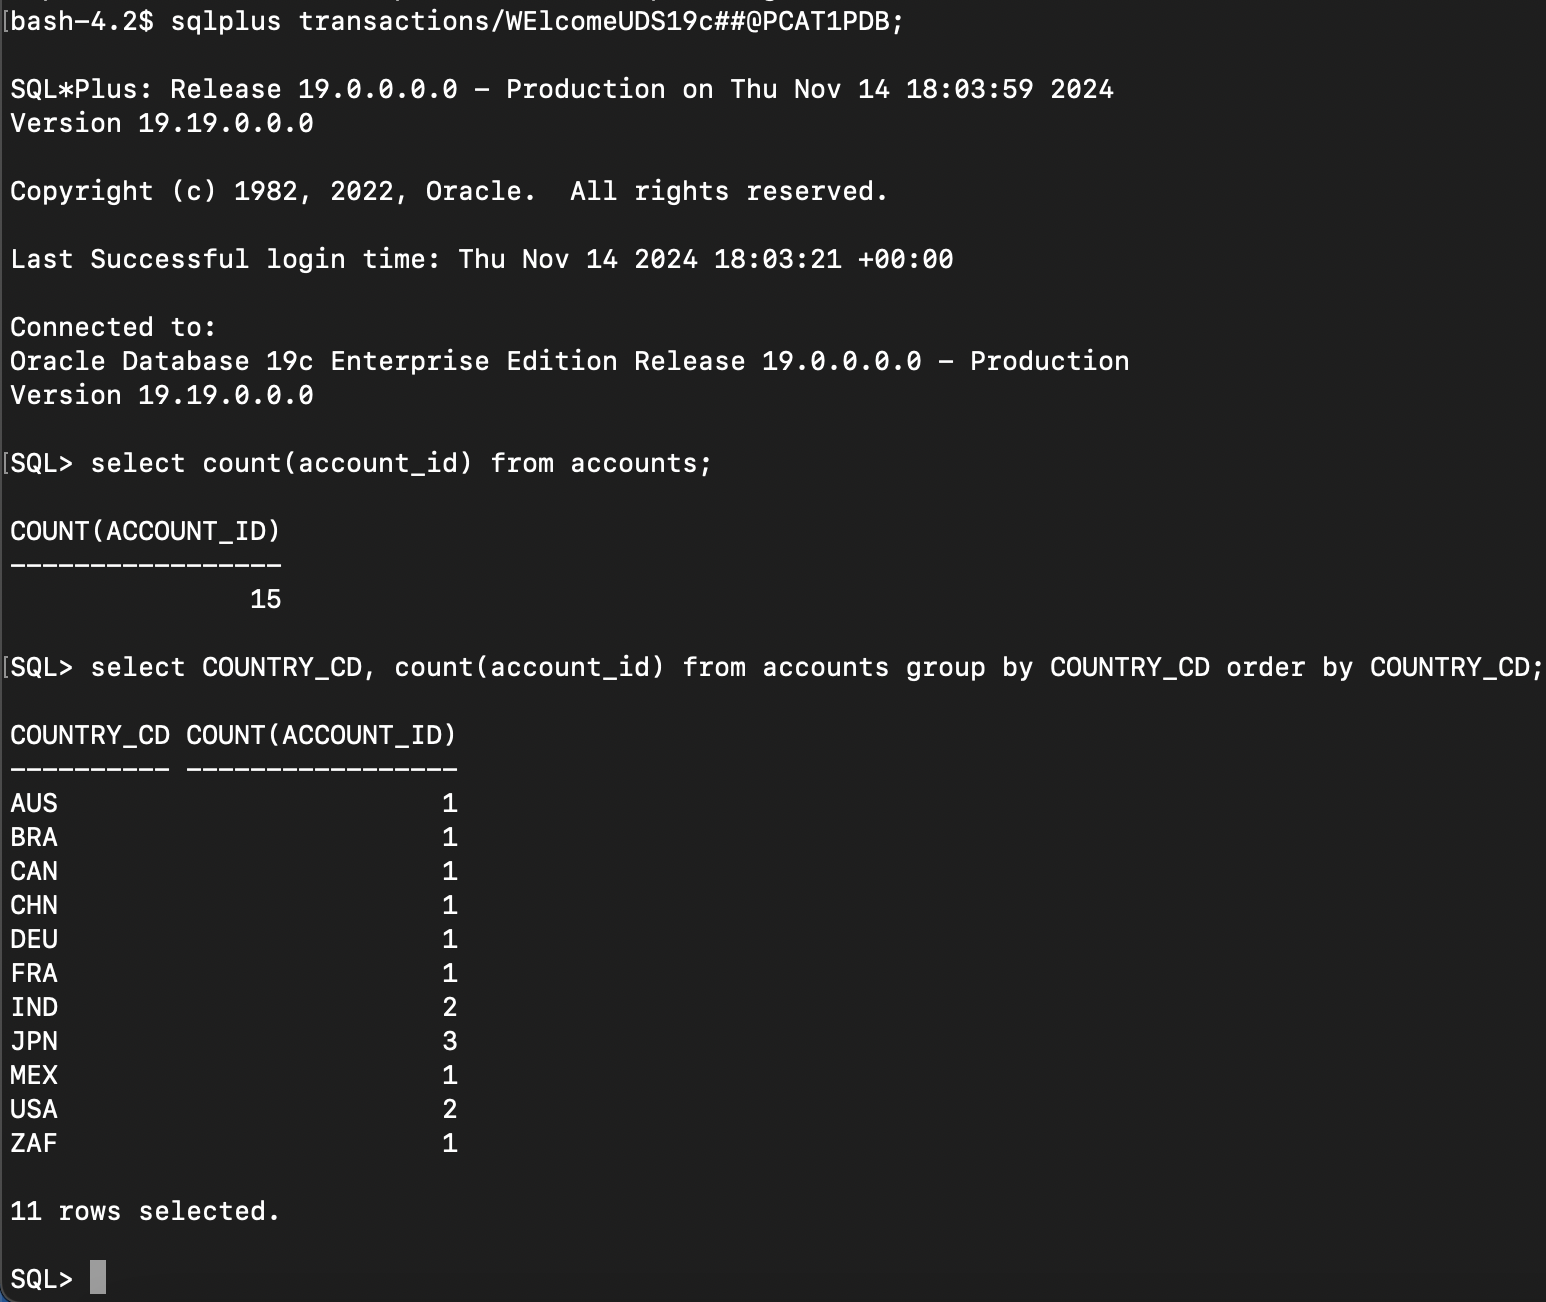 [bash-4.2$ sqlplus transactions/WElcomeUDS19c##@PCAT1PDB;
SQL*Plus: Release 19.0.0.0.0 - Production on Thu Nov 14 18:03:59 2024
Version 19.19.0.0.0
Copyright (c) 1982, 2022, Oracle.  All rights reserved.
Last Successful login time: Thu Nov 14 2024 18:03:21 +00:00
Connected to:
Oracle Database 19c Enterprise Edition Release 19.0.0.0.0 - Production
Version 19.19.0.0.0
[SQL> select count(account_id) from accounts;
COUNT(ACCOUNT_ID)
-----------------
15
[SQL> select COUNTRY_CD, count(account_id) from accounts group by COUNTRY_CD order by COUNTRY_CD;
COUNTRY_CD COUNT(ACCOUNT_ID)
---------- -----------------
AUS 1
BRA 1
CAN 1
CHN 1
DEU 1
FRA 1
IND 2
JPN 3
MEX 1
USA 2
ZAF 1
11 rows selected.
SQL>